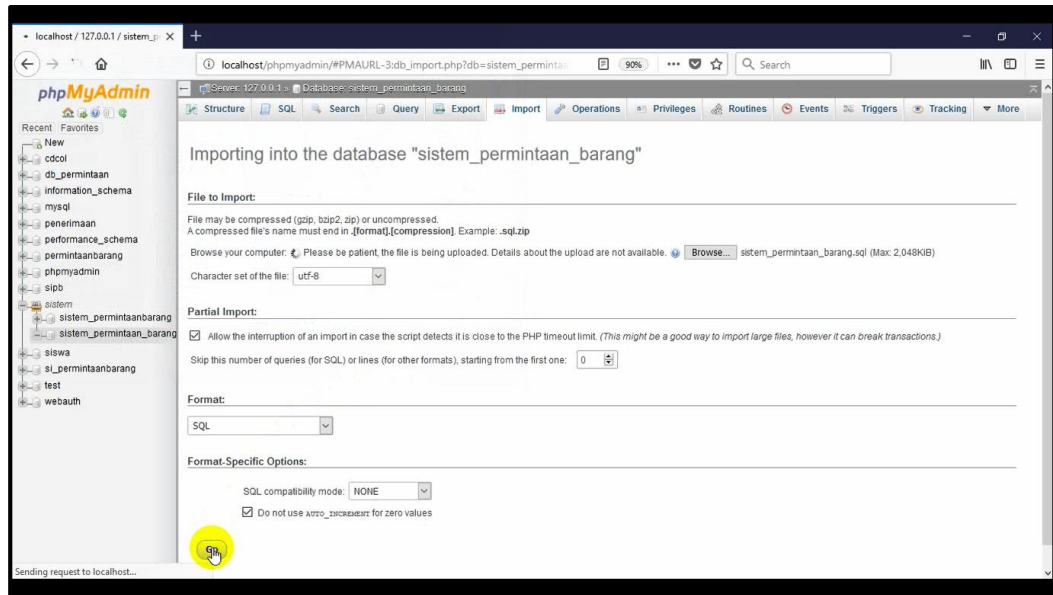 localhost / 127.0.0.1 / sistem_p
localhost/phpmyadmin/#PMAURL-3:db_import.php?db=sistem_perminta
90%
Search
phpMyAdmin
Recent Favorites
New
cdcol
db_permintaan
information_schema
mysql
penerimaan
performance_schema
permintaanbarang
phpmyadmin
sipb
sistem
sistem_permintaanbarang
sistem_permintaan_barang
siswa
si_permintaanbarang
test
webauth
Server: 127.0.0.1 » Database: sistem_permintaan_barang
Structure SQL Search Query Export Import Operations Privileges Routines Events Triggers Tracking More
Importing into the database "sistem_permintaan_barang"
File to Import:
File may be compressed (gzip, bzip2, zip) or uncompressed.
A compressed file's name must end in .[format].[compression]. Example: .sql.zip
Browse your computer: Please be patient, the file is being uploaded. Details about the upload are not available. Browse... sistem_permintaan_barang.sql (Max: 2,048KiB)
Character set of the file: utf-8
Partial Import:
Allow the interruption of an import in case the script detects it is close to the PHP timeout limit. (This might be a good way to import large files, however it can break transactions.)
Skip this number of queries (for SQL) or lines (for other formats), starting from the first one: 0
Format:
SQL
Format-Specific Options:
SQL compatibility mode: NONE
Do not use AUTO_INCREMENT for zero values
Go
Sending request to localhost...